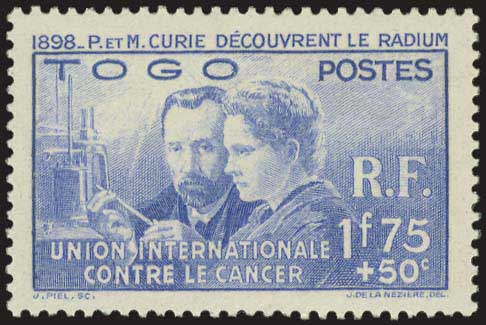 1898_P. ET M. CURIE DÉCOUVRENT LE RADIUM
TOGO POSTES
R.F.
UNION INTERNATIONALE 1f75
CONTRE LE CANCER +50c
J. PIEL, SC. J. DE LA NEZIÈRE, DEL.